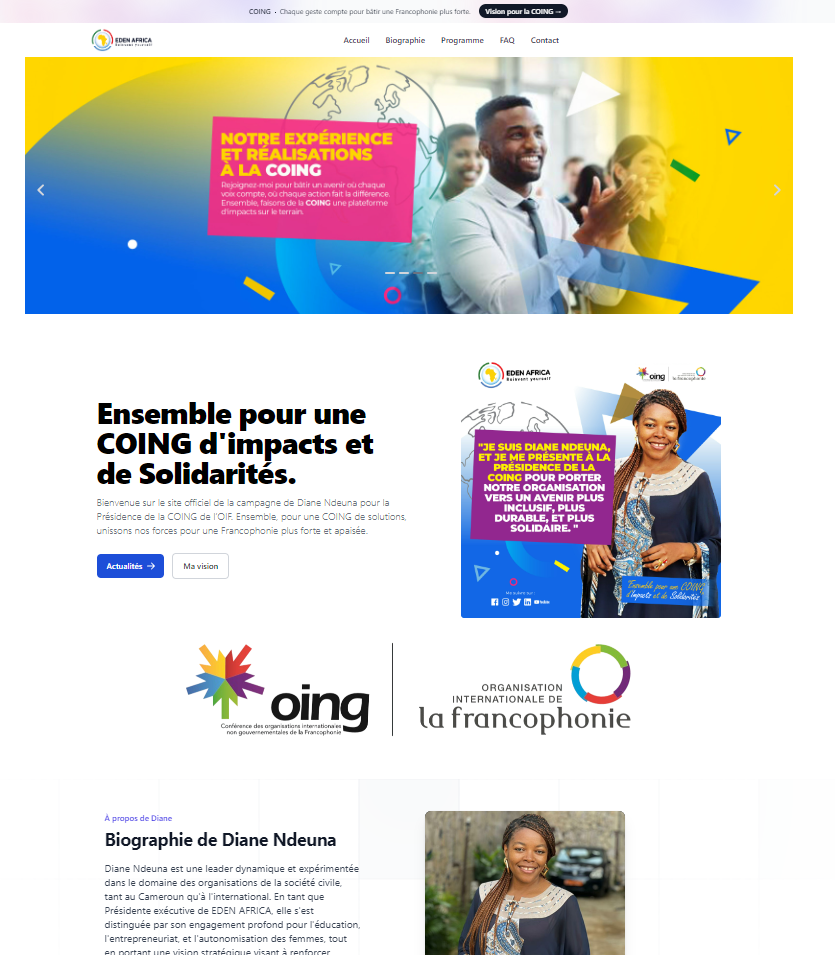 COING • Chaque geste compte pour bâtir une Francophonie plus forte. Vision pour la COING →
EDEN AFRICA
Reinvent yourself
Accueil Biographie Programme FAQ Contact
NOTRE EXPÉRIENCE
ET RÉALISATIONS
À LA COING
Rejoignez-moi pour bâtir un avenir où chaque
voix compte, où chaque action fait la différence.
Ensemble, faisons de la COING une plateforme
d'impacts sur le terrain.
Ensemble pour une
COING d'impacts et
de Solidarités.
Bienvenue sur le site officiel de la campagne de Diane Ndeuna pour la
Présidence de la COING de l'OIF. Ensemble, pour une COING de solutions,
unissons nos forces pour une Francophonie plus forte et apaisée.
Actualités →
Ma vision
EDEN AFRICA
Reinvent yourself
oing
la francophonie
"JE SUIS DIANE NDEUNA,
ET JE ME PRÉSENTE À LA
PRÉSIDENCE DE LA
COING POUR PORTER
NOTRE ORGANISATION
VERS UN AVENIR PLUS
INCLUSIF, PLUS
DURABLE, ET PLUS
SOLIDAIRE. "
Me suivre sur :
YouTube
Ensemble pour une COING
d'Impacts et de Solidarités
oing
Conférence des organisations internationales
non gouvernementales de la Francophonie
ORGANISATION
INTERNATIONALE DE
la francophonie
À propos de Diane
Biographie de Diane Ndeuna
Diane Ndeuna est une leader dynamique et expérimentée
dans le domaine des organisations de la société civile,
tant au Cameroun qu'à l'international. En tant que
Présidente exécutive de EDEN AFRICA, elle s'est
distinguée par son engagement profond pour l'éducation,
l'entrepreneuriat, et l'autonomisation des femmes, tout
en portant une vision stratégique visant à renforcer